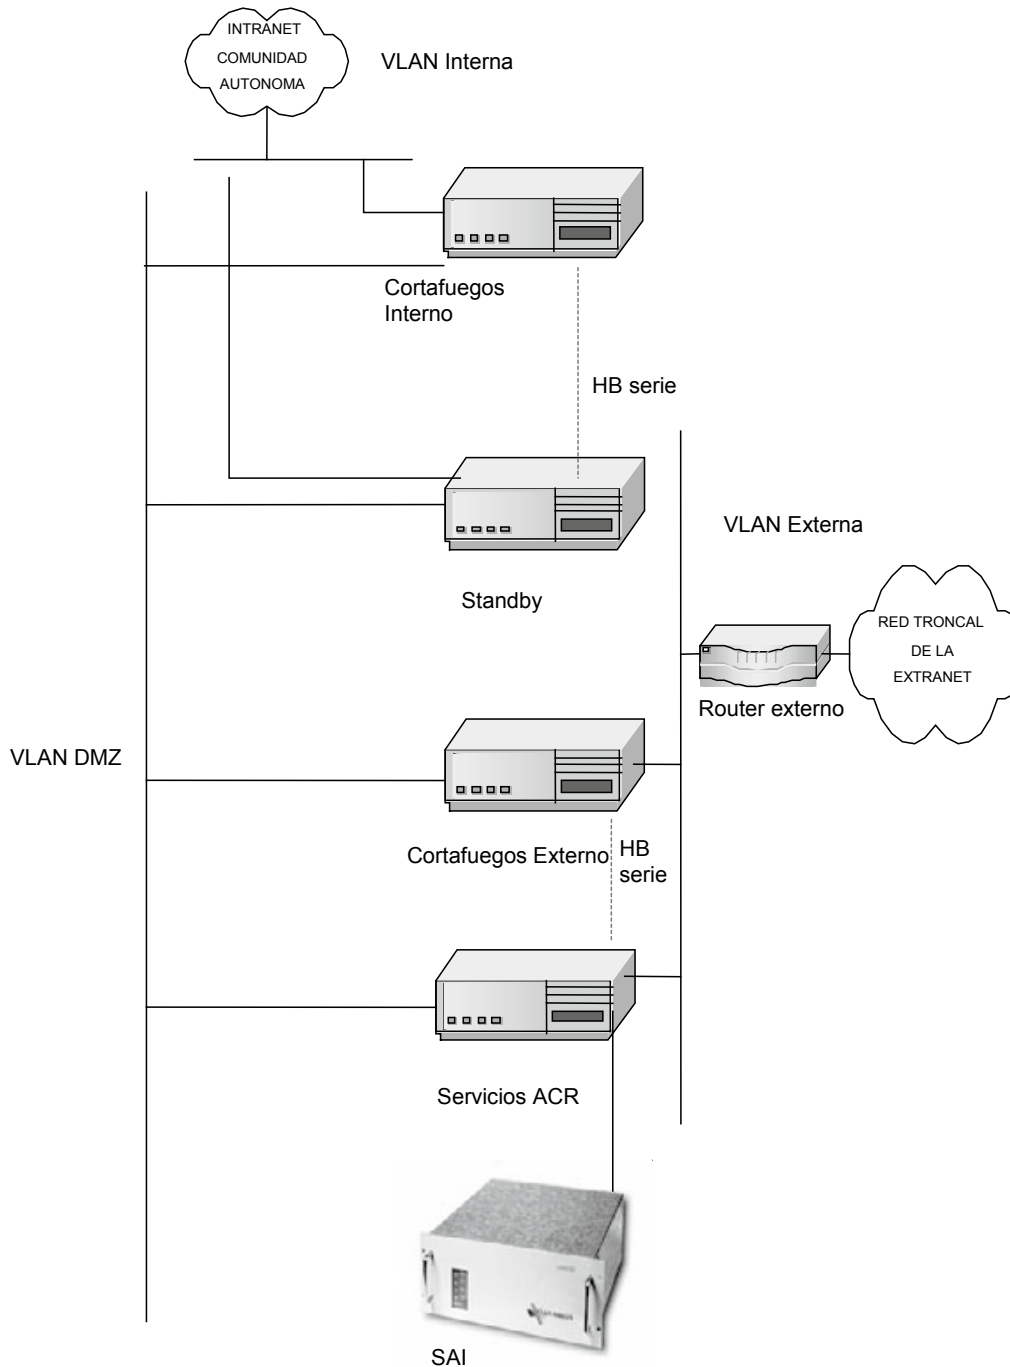 INTRANET
COMUNIDAD
AUTONOMA
VLAN Interna
Cortafuegos
Interno
HB serie
VLAN Externa
Standby
RED TRONCAL
DE LA
EXTRANET
Router externo
VLAN DMZ
Cortafuegos Externo
HB
serie
Servicios ACR
SAI